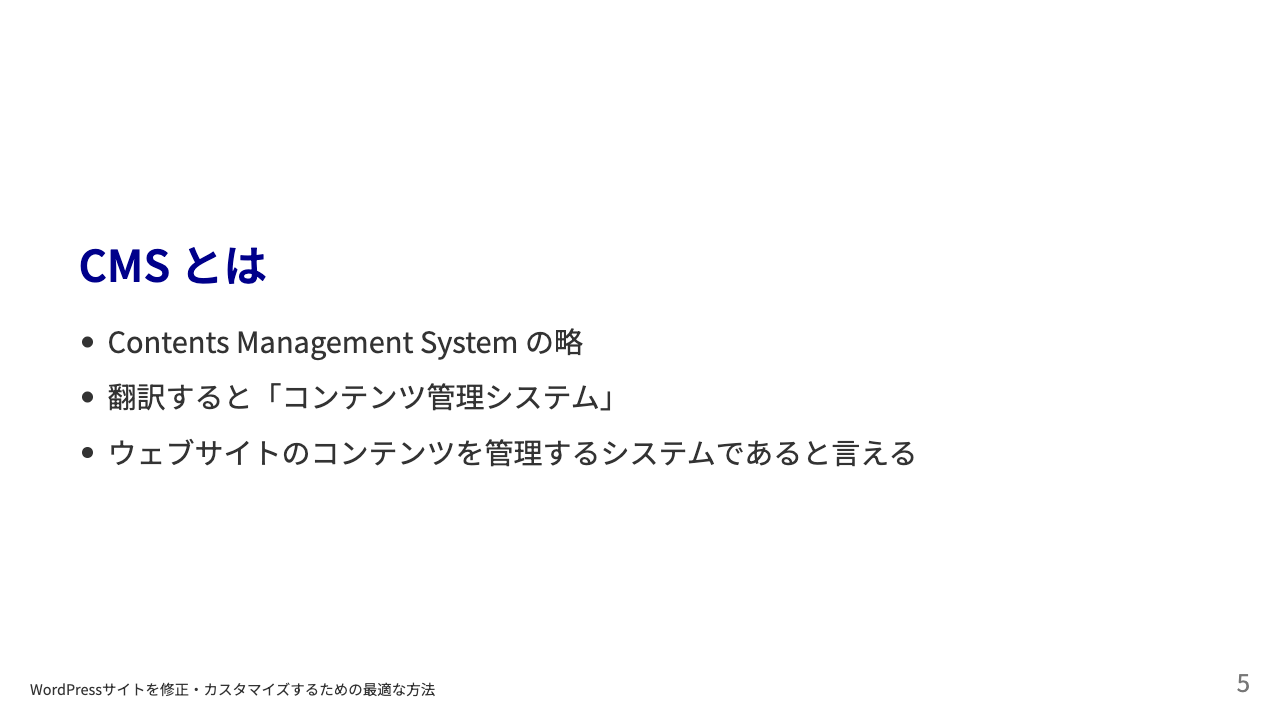 CMS とは
• Contents Management System の略
• 翻訳すると「コンテンツ管理システム」
• ウェブサイトのコンテンツを管理するシステムであると言える
WordPressサイトを修正・カスタマイズするための最適な方法
5